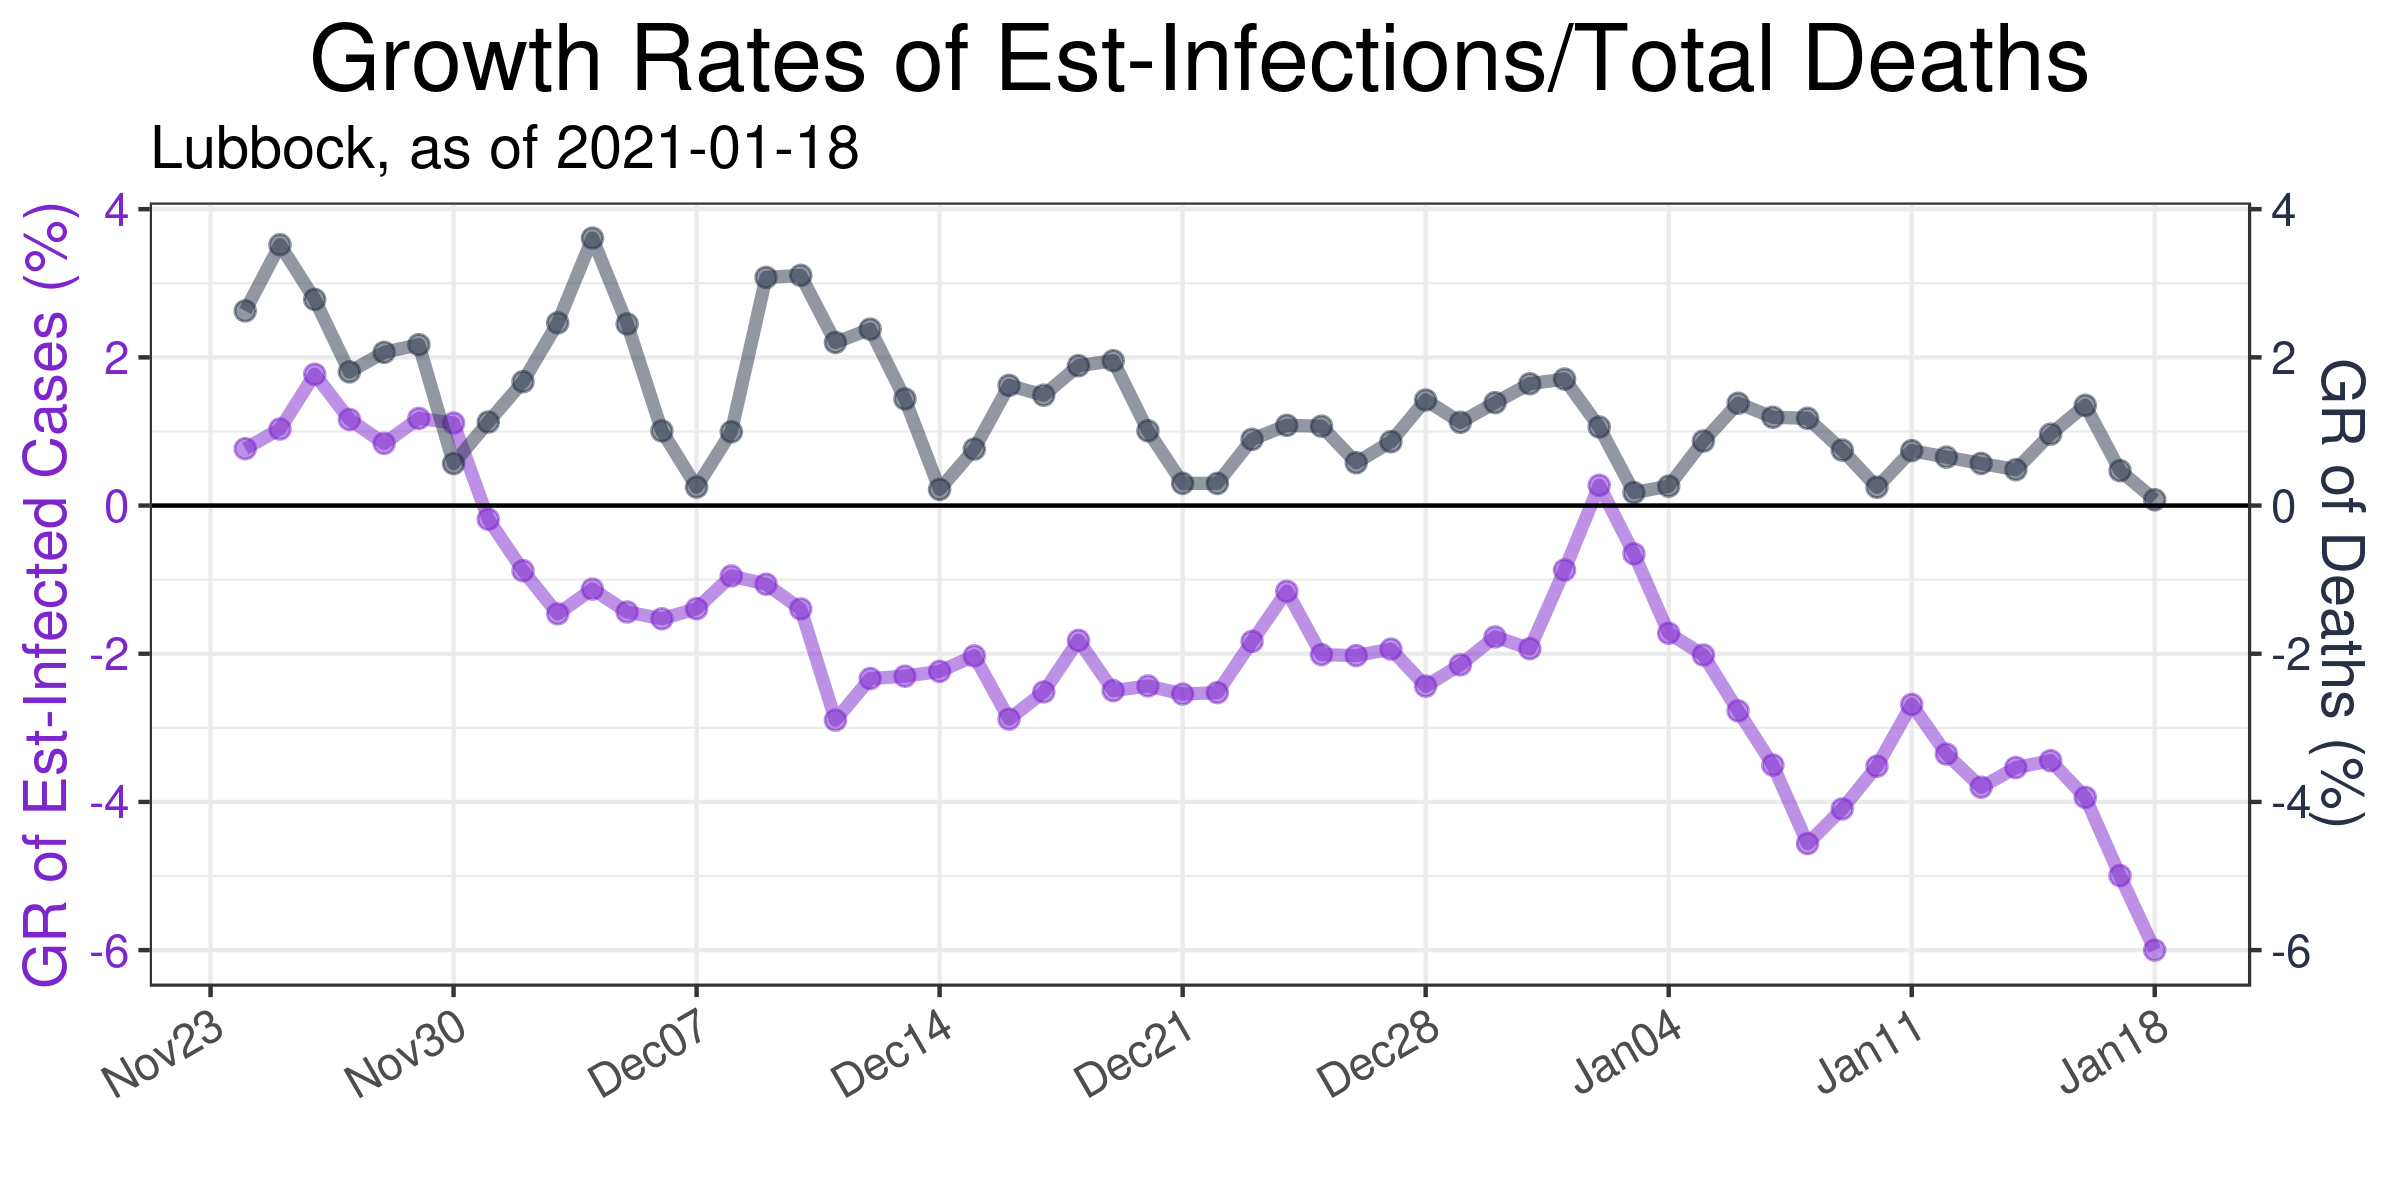 Growth Rates of Est-Infections/Total Deaths
Lubbock, as of 2021-01-18
GR of Est-Infected Cases (%)
4
2
0
-2
-4
-6
4
2
0
-2
-4
-6
GR of Deaths (%)
Nov23
Nov30
Dec07
Dec14
Dec21
Dec28
Jan04
Jan11
Jan18